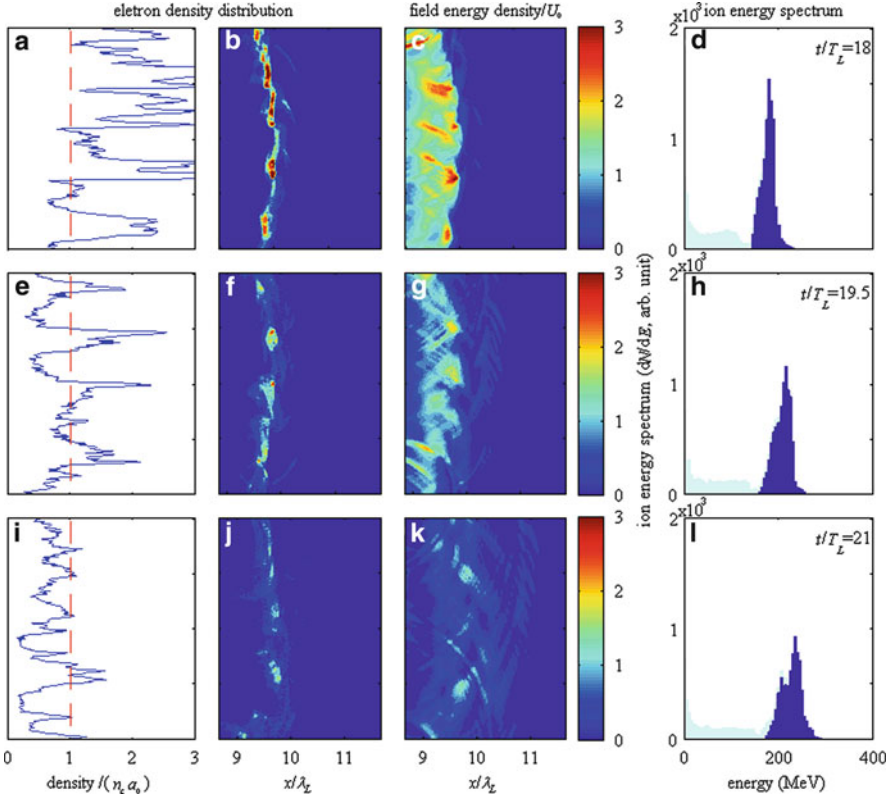 eletron density distribution
field energy density/U₀
ion energy spectrum
a
b
c
3
2
1
0
2
×10³
d
t/T_L=18
1
0
e
f
g
3
2
1
0
ion energy spectrum (dN/dE, arb. unit)
2
×10³
h
t/T_L=19.5
1
0
i
j
k
3
2
1
0
2
×10³
l
t/T_L=21
1
0
0 1 2 3
9 10 11
9 10 11
0 200 400
density /(n_c a₀)
x/λ_L
x/λ_L
energy (MeV)